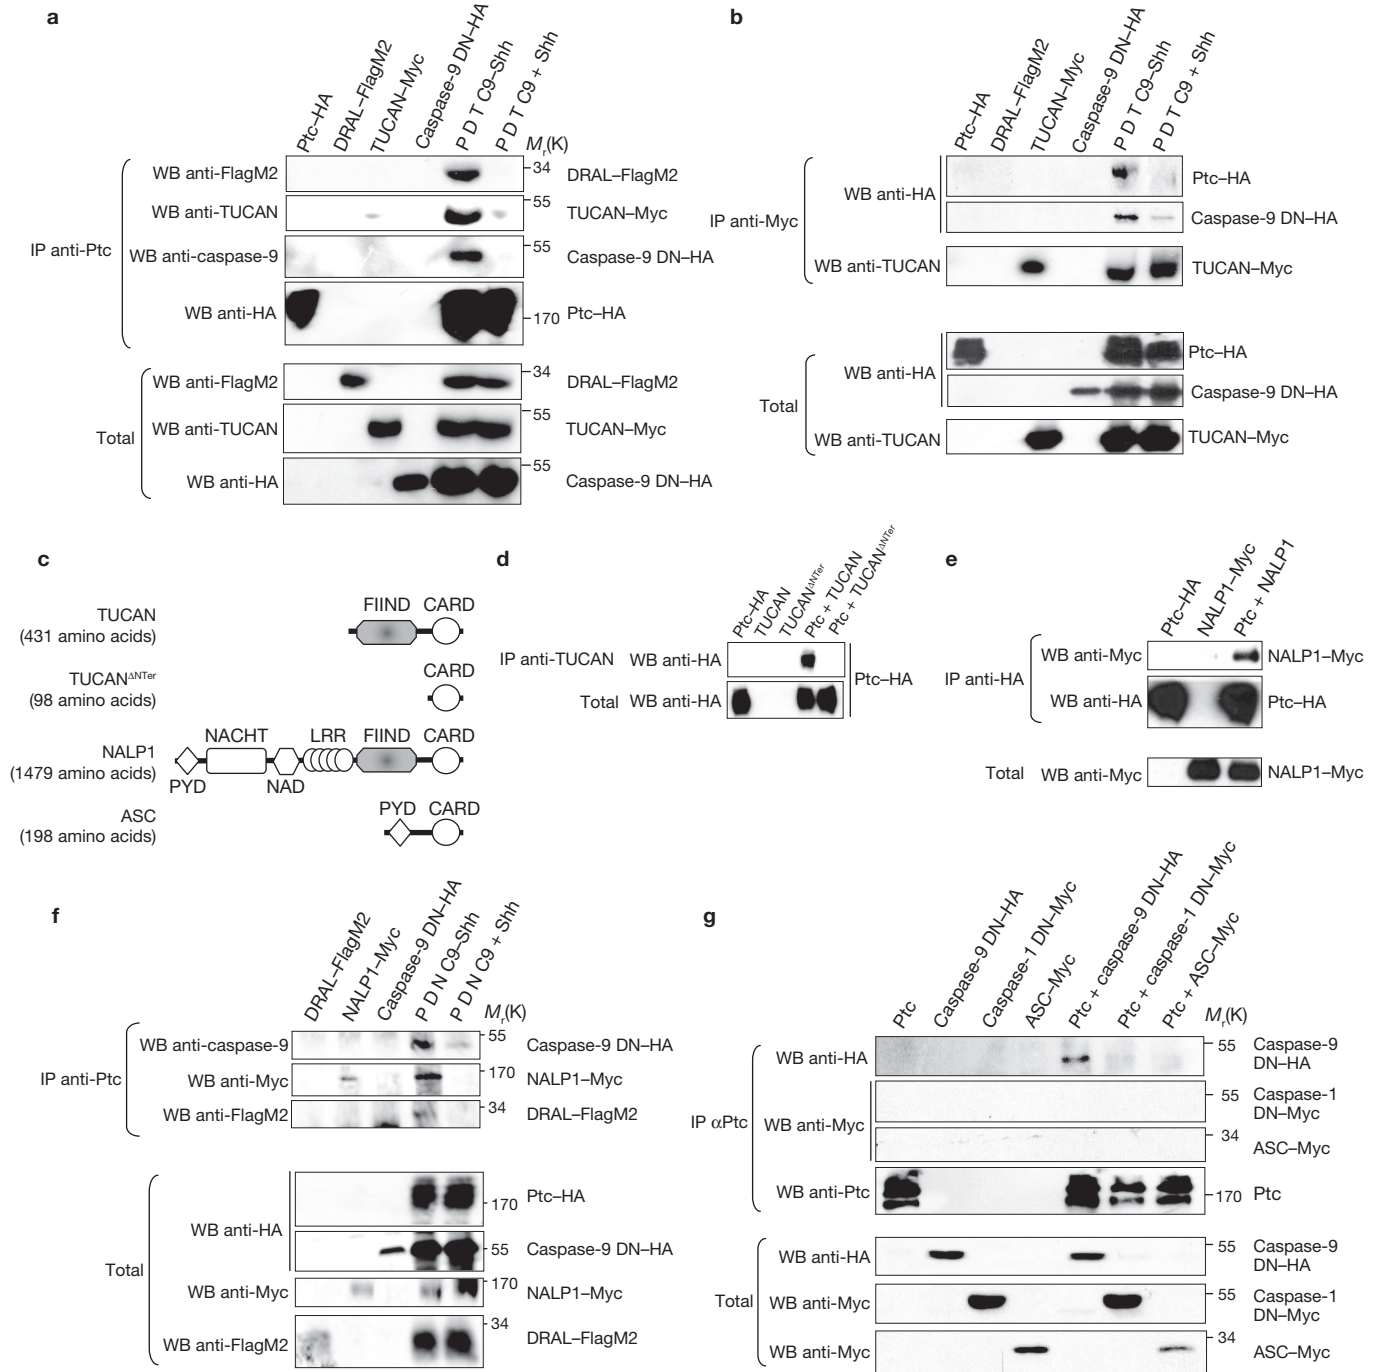 a
Ptc–HA
DRAL–FlagM2
TUCAN–Myc
Caspase-9 DN–HA
P D T C9–Shh
P D T C9 + Shh
Mr(K)
IP anti-Ptc
WB anti-FlagM2
34
DRAL–FlagM2
WB anti-TUCAN
55
TUCAN–Myc
WB anti-caspase-9
55
Caspase-9 DN–HA
WB anti-HA
170
Ptc–HA
Total
WB anti-FlagM2
34
DRAL–FlagM2
WB anti-TUCAN
55
TUCAN–Myc
WB anti-HA
55
Caspase-9 DN–HA
b
Ptc–HA
DRAL–FlagM2
TUCAN–Myc
Caspase-9 DN–HA
P D T C9–Shh
P D T C9 + Shh
IP anti-Myc
WB anti-HA
Ptc–HA
Caspase-9 DN–HA
WB anti-TUCAN
TUCAN–Myc
Total
WB anti-HA
Ptc–HA
Caspase-9 DN–HA
WB anti-TUCAN
TUCAN–Myc
c
TUCAN
(431 amino acids)
FIIND
CARD
TUCANΔNTer
(98 amino acids)
CARD
NALP1
(1479 amino acids)
NACHT
LRR
FIIND
CARD
PYD
NAD
ASC
(198 amino acids)
PYD
CARD
d
Ptc–HA
TUCAN
TUCANΔNTer
Ptc + TUCAN
Ptc + TUCANΔNTer
IP anti-TUCAN
WB anti-HA
Total
WB anti-HA
Ptc–HA
e
Ptc–HA
NALP1–Myc
Ptc + NALP1
IP anti-HA
WB anti-Myc
NALP1–Myc
WB anti-HA
Ptc–HA
Total
WB anti-Myc
NALP1–Myc
f
DRAL–FlagM2
NALP1–Myc
Caspase-9 DN–HA
P D N C9–Shh
P D N C9 + Shh
Mr(K)
IP anti-Ptc
WB anti-caspase-9
55
Caspase-9 DN–HA
WB anti-Myc
170
NALP1–Myc
WB anti-FlagM2
34
DRAL–FlagM2
Total
WB anti-HA
170
Ptc–HA
55
Caspase-9 DN–HA
WB anti-Myc
170
NALP1–Myc
WB anti-FlagM2
34
DRAL–FlagM2
g
Ptc
Caspase-9 DN–HA
Caspase-1 DN–Myc
ASC–Myc
Ptc + caspase-9 DN–HA
Ptc + caspase-1 DN–Myc
Ptc + ASC–Myc
Mr(K)
IP αPtc
WB anti-HA
55
Caspase-9
DN–HA
WB anti-Myc
55
Caspase-1
DN–Myc
34
ASC–Myc
WB anti-Ptc
170
Ptc
Total
WB anti-HA
55
Caspase-9
DN–HA
WB anti-Myc
55
Caspase-1
DN–Myc
WB anti-Myc
34
ASC–Myc